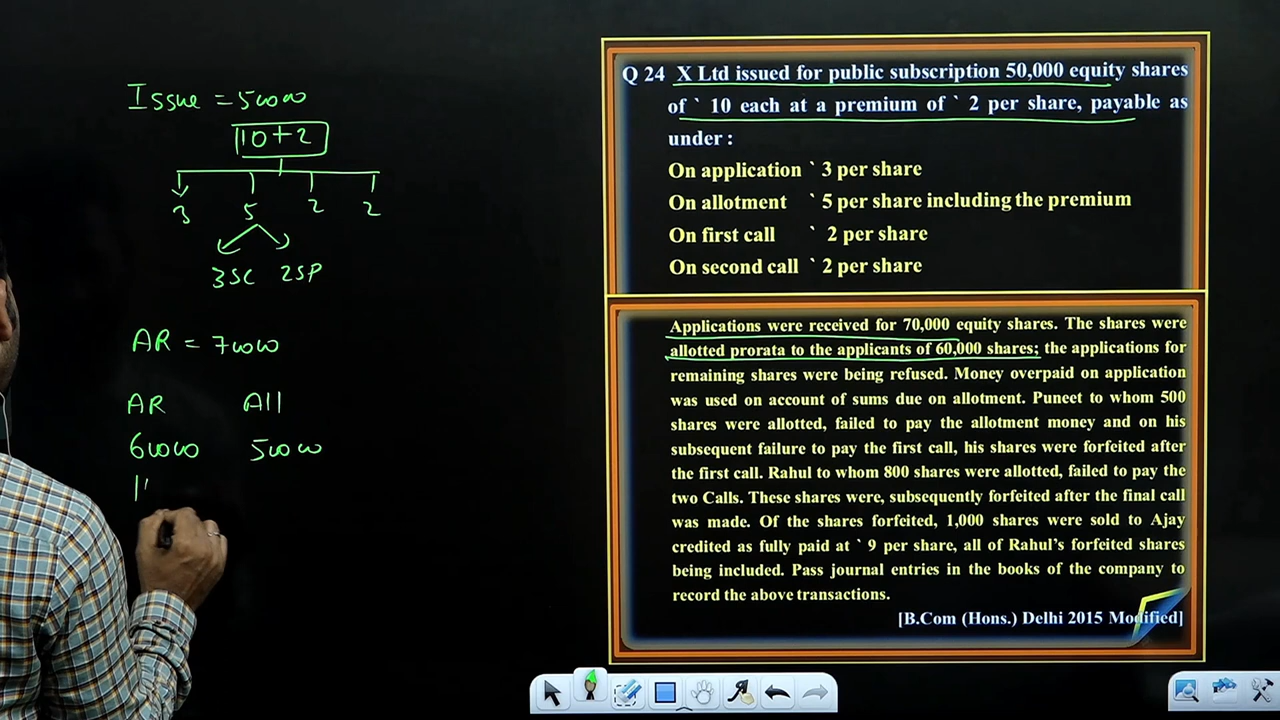 Issue = 50000
10+2
3 5 2 2
3SC 2SP
AR = 70000
AR All
60000 50000
Q 24 X Ltd issued for public subscription 50,000 equity shares
of ` 10 each at a premium of ` 2 per share, payable as
under :
On application ` 3 per share
On allotment ` 5 per share including the premium
On first call ` 2 per share
On second call ` 2 per share
Applications were received for 70,000 equity shares. The shares were
allotted prorata to the applicants of 60,000 shares; the applications for
remaining shares were being refused. Money overpaid on application
was used on account of sums due on allotment. Puneet to whom 500
shares were allotted, failed to pay the allotment money and on his
subsequent failure to pay the first call, his shares were forfeited after
the first call. Rahul to whom 800 shares were allotted, failed to pay the
two Calls. These shares were, subsequently forfeited after the final call
was made. Of the shares forfeited, 1,000 shares were sold to Ajay
credited as fully paid at ` 9 per share, all of Rahul’s forfeited shares
being included. Pass journal entries in the books of the company to
record the above transactions.
[B.Com (Hons.) Delhi 2015 Modified]